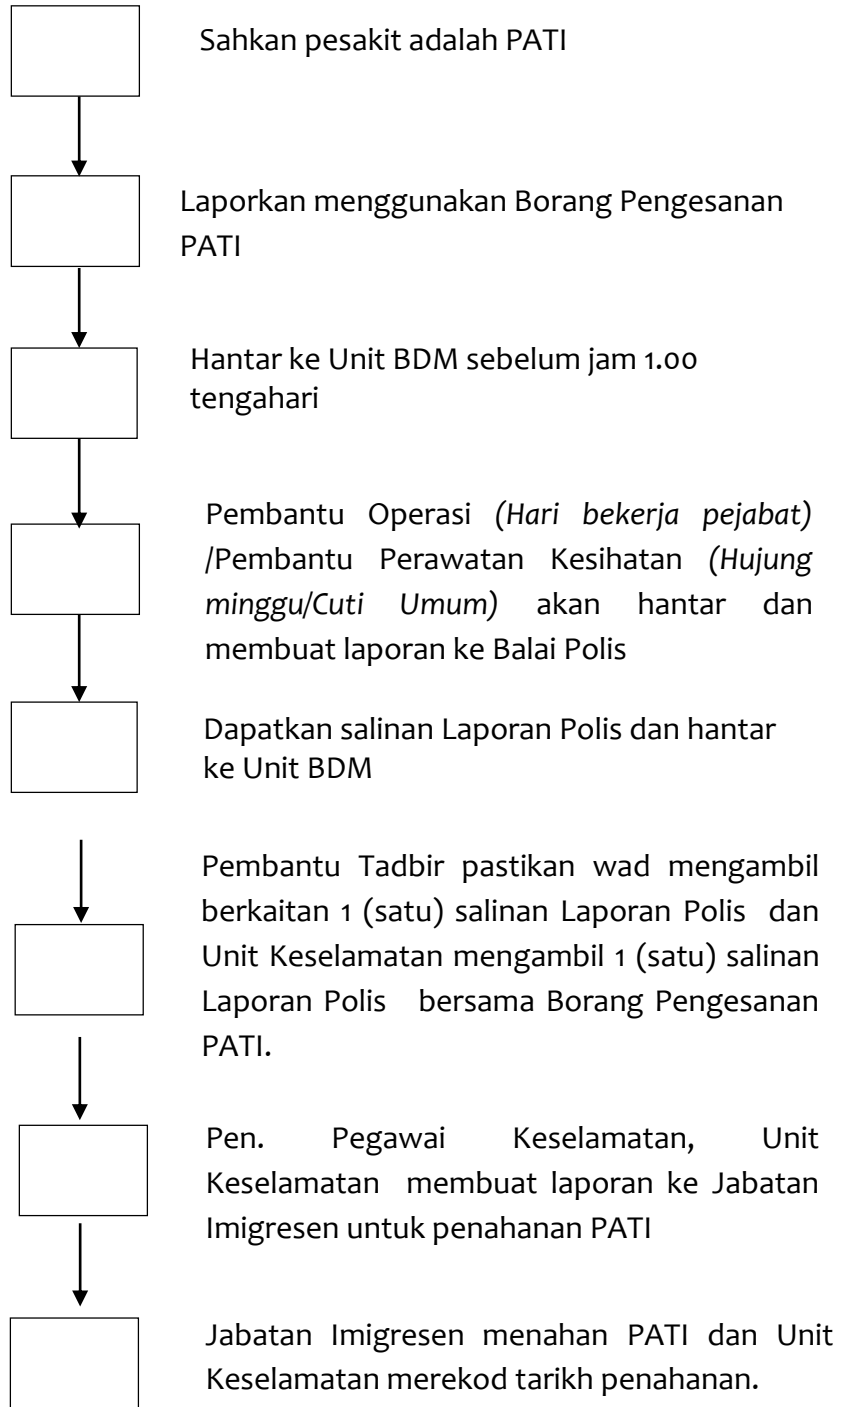 Sahkan pesakit adalah PATI
Laporkan menggunakan Borang Pengesanan
PATI
Hantar ke Unit BDM sebelum jam 1.00
tengahari
Pembantu Operasi (Hari bekerja pejabat)
/Pembantu Perawatan Kesihatan (Hujung
minggu/Cuti Umum) akan hantar dan
membuat laporan ke Balai Polis
Dapatkan salinan Laporan Polis dan hantar
ke Unit BDM
Pembantu Tadbir pastikan wad mengambil
berkaitan 1 (satu) salinan Laporan Polis dan
Unit Keselamatan mengambil 1 (satu) salinan
Laporan Polis bersama Borang Pengesanan
PATI.
Pen. Pegawai Keselamatan, Unit
Keselamatan membuat laporan ke Jabatan
Imigresen untuk penahanan PATI
Jabatan Imigresen menahan PATI dan Unit
Keselamatan merekod tarikh penahanan.